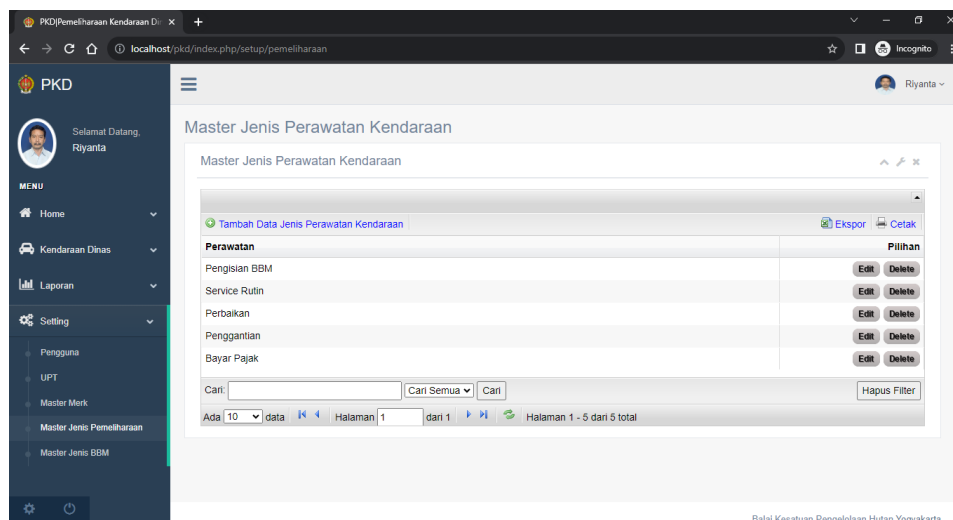 PKD|Pemeliharaan Kendaraan Di
localhost/pkd/index.php/setup/pemeliharaan
Incognito
PKD
Riyanta
Selamat Datang,
Riyanta
MENU
Home
Kendaraan Dinas
Laporan
Setting
Pengguna
UPT
Master Merk
Master Jenis Pemeliharaan
Master Jenis BBM
Master Jenis Perawatan Kendaraan
Master Jenis Perawatan Kendaraan
Tambah Data Jenis Perawatan Kendaraan Ekspor Cetak
Perawatan Pilihan
Pengisian BBM Edit Delete
Service Rutin Edit Delete
Perbaikan Edit Delete
Penggantian Edit Delete
Bayar Pajak Edit Delete
Cari: Cari Semua Cari Hapus Filter
Ada 10 data Halaman 1 dari 1 Halaman 1 - 5 dari 5 total
Balai Kesatuan Pengelolaan Hutan Yogyakarta